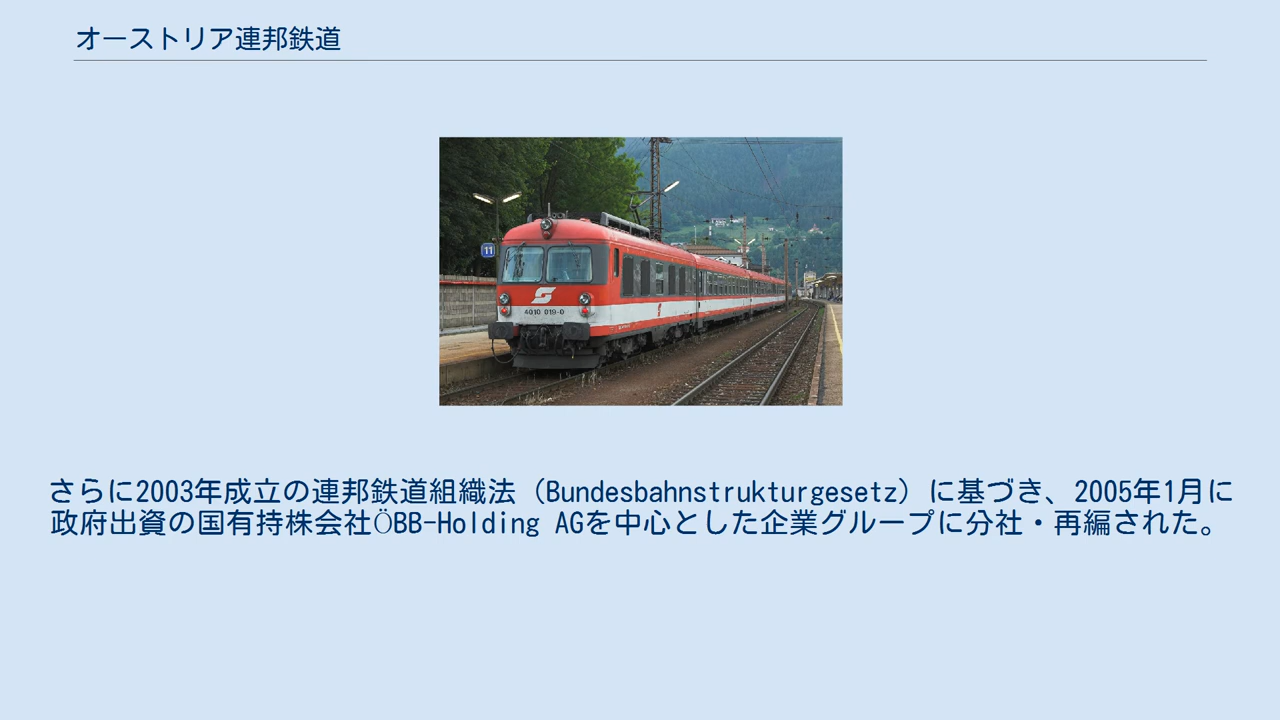 オーストリア連邦鉄道
11
4010 019-0
さらに2003年成立の連邦鉄道組織法（Bundesbahnstrukturgesetz）に基づき、2005年1月に
政府出資の国有持株会社ÖBB-Holding AGを中心とした企業グループに分社・再編された。